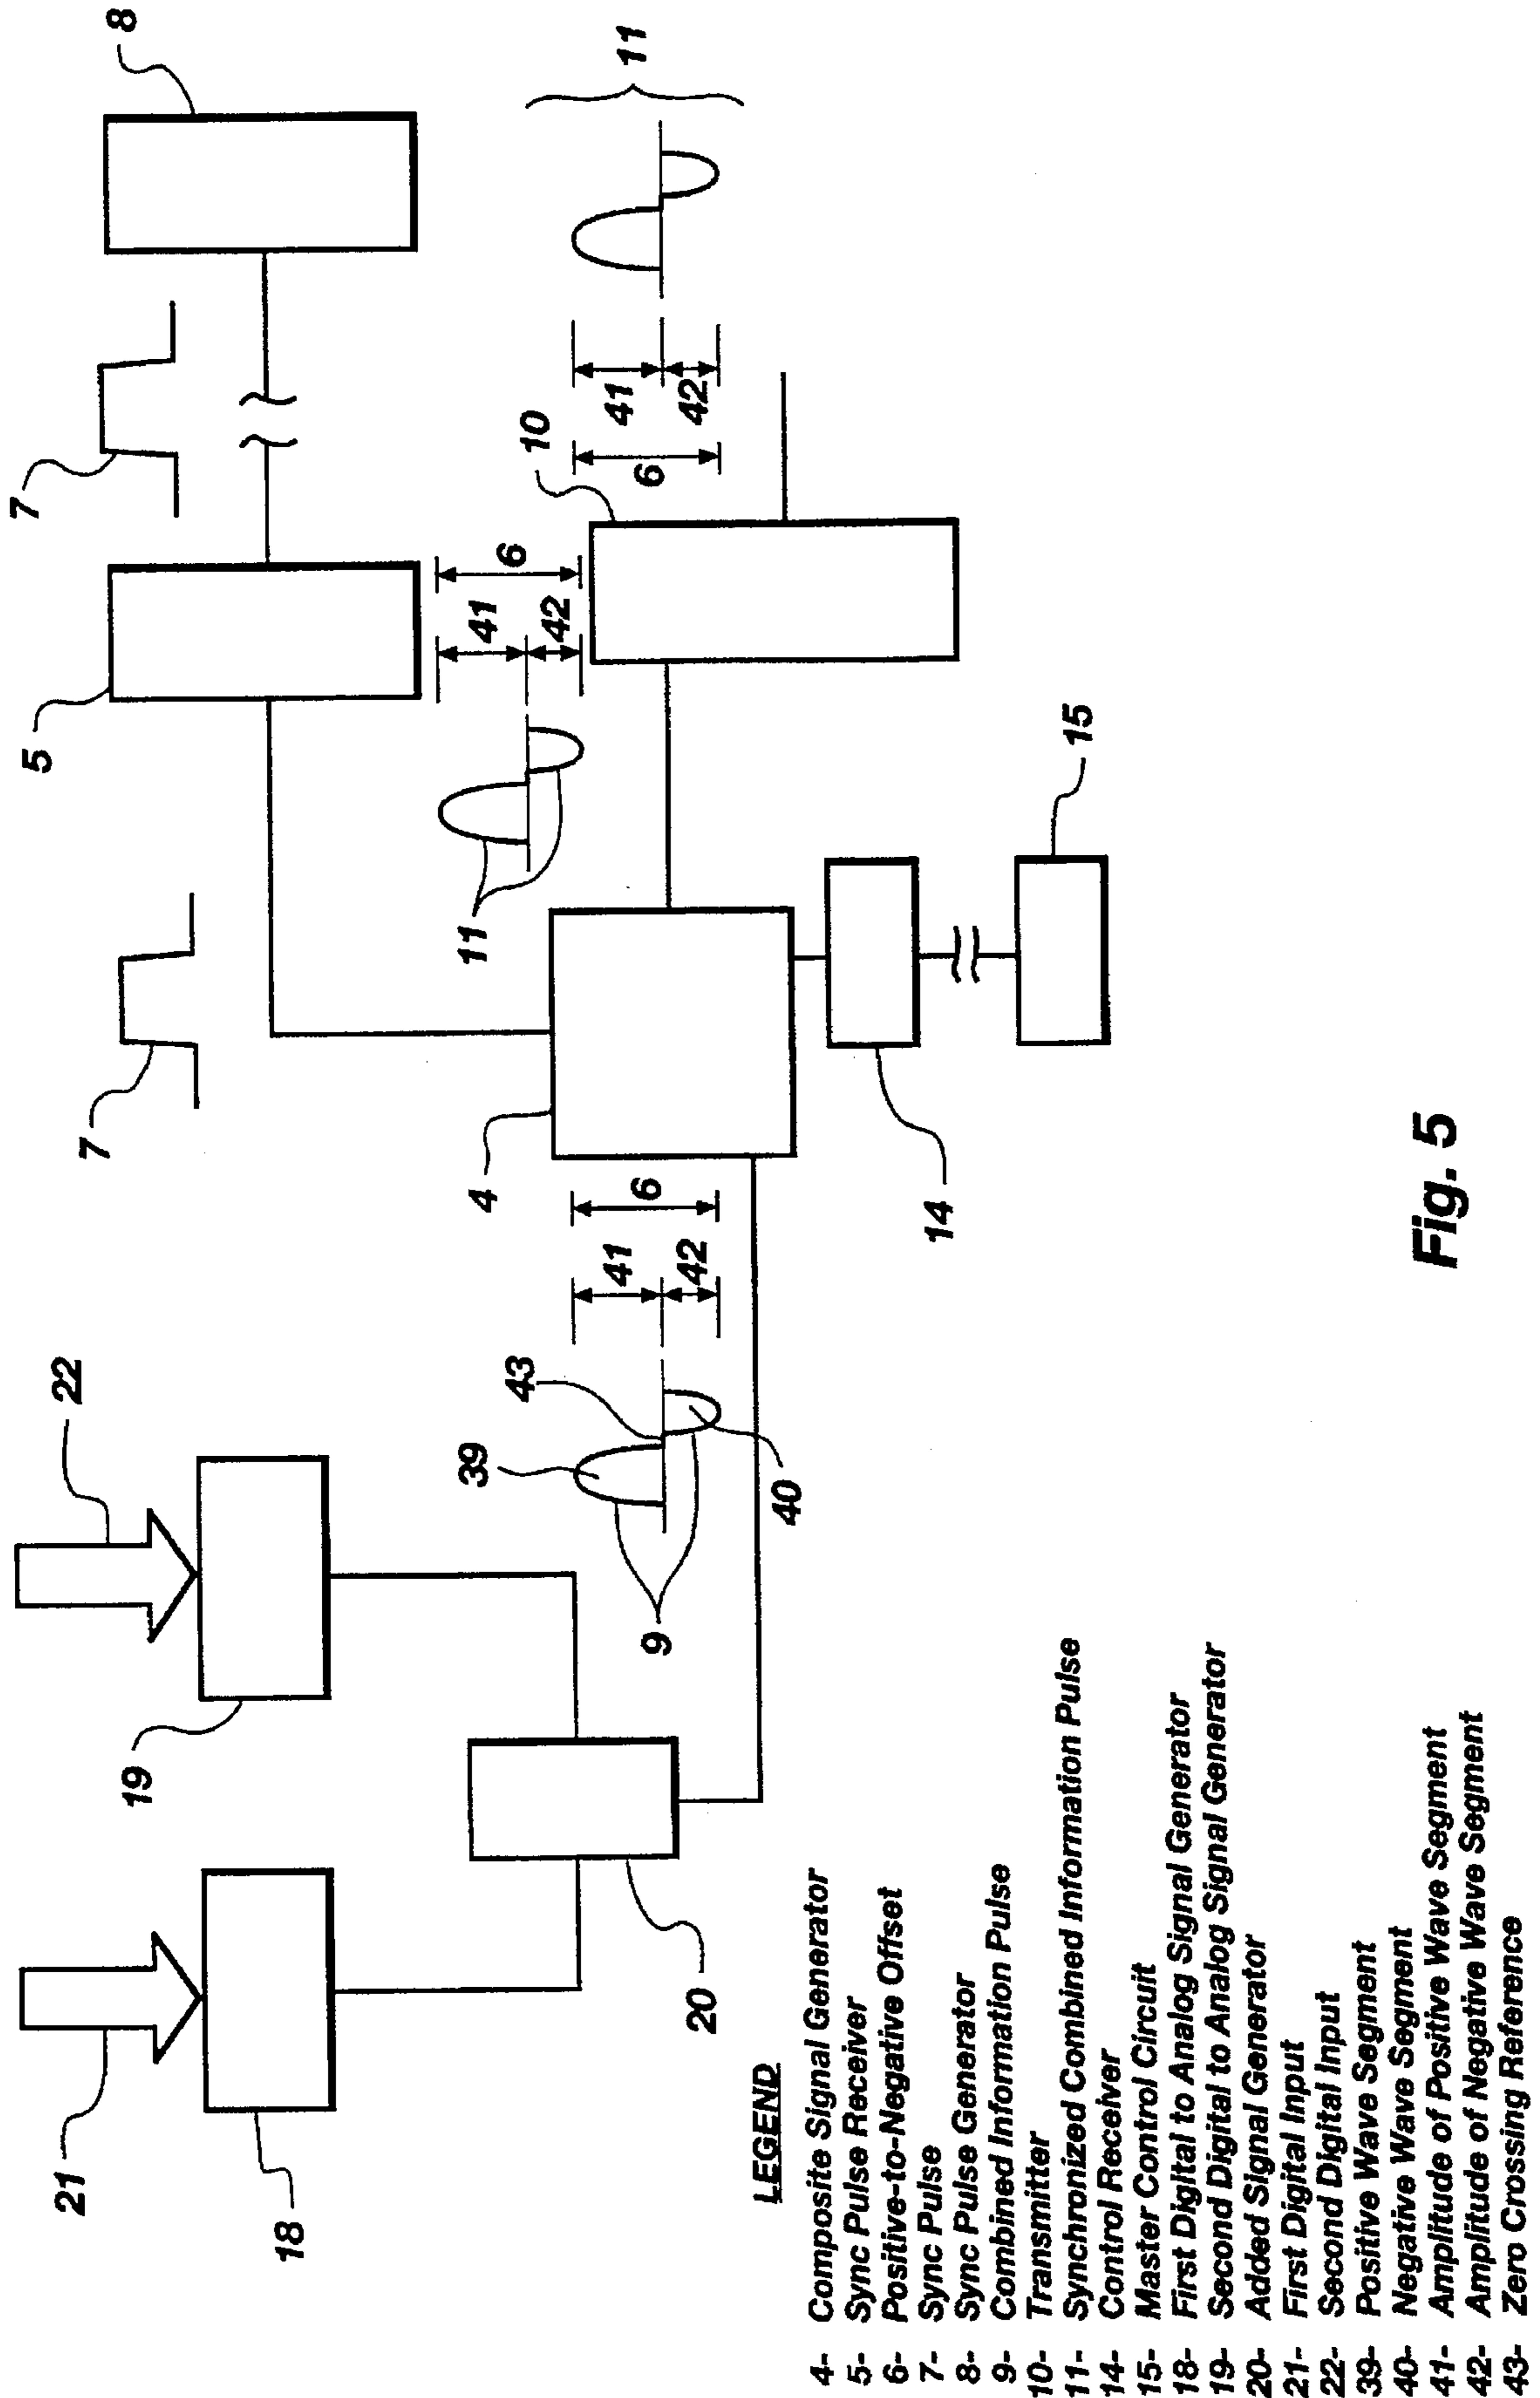 21
18
22
19
20
9
39
43
40
41
42
6
4
14
15
7
5
11
41
42
6
7
8
10
41
42
6
11
LEGEND
4- Composite Signal Generator
5- Sync Pulse Receiver
6- Positive-to-Negative Offset
7- Sync Pulse
8- Sync Pulse Generator
9- Combined Information Pulse
10- Transmitter
11- Synchronized Combined Information Pulse
14- Control Receiver
15- Master Control Circuit
18- First Digital to Analog Signal Generator
19- Second Digital to Analog Signal Generator
20- Added Signal Generator
21- First Digital Input
22- Second Digital Input
39- Positive Wave Segment
40- Negative Wave Segment
41- Amplitude of Positive Wave Segment
42- Amplitude of Negative Wave Segment
43- Zero Crossing Reference
Fig. 5